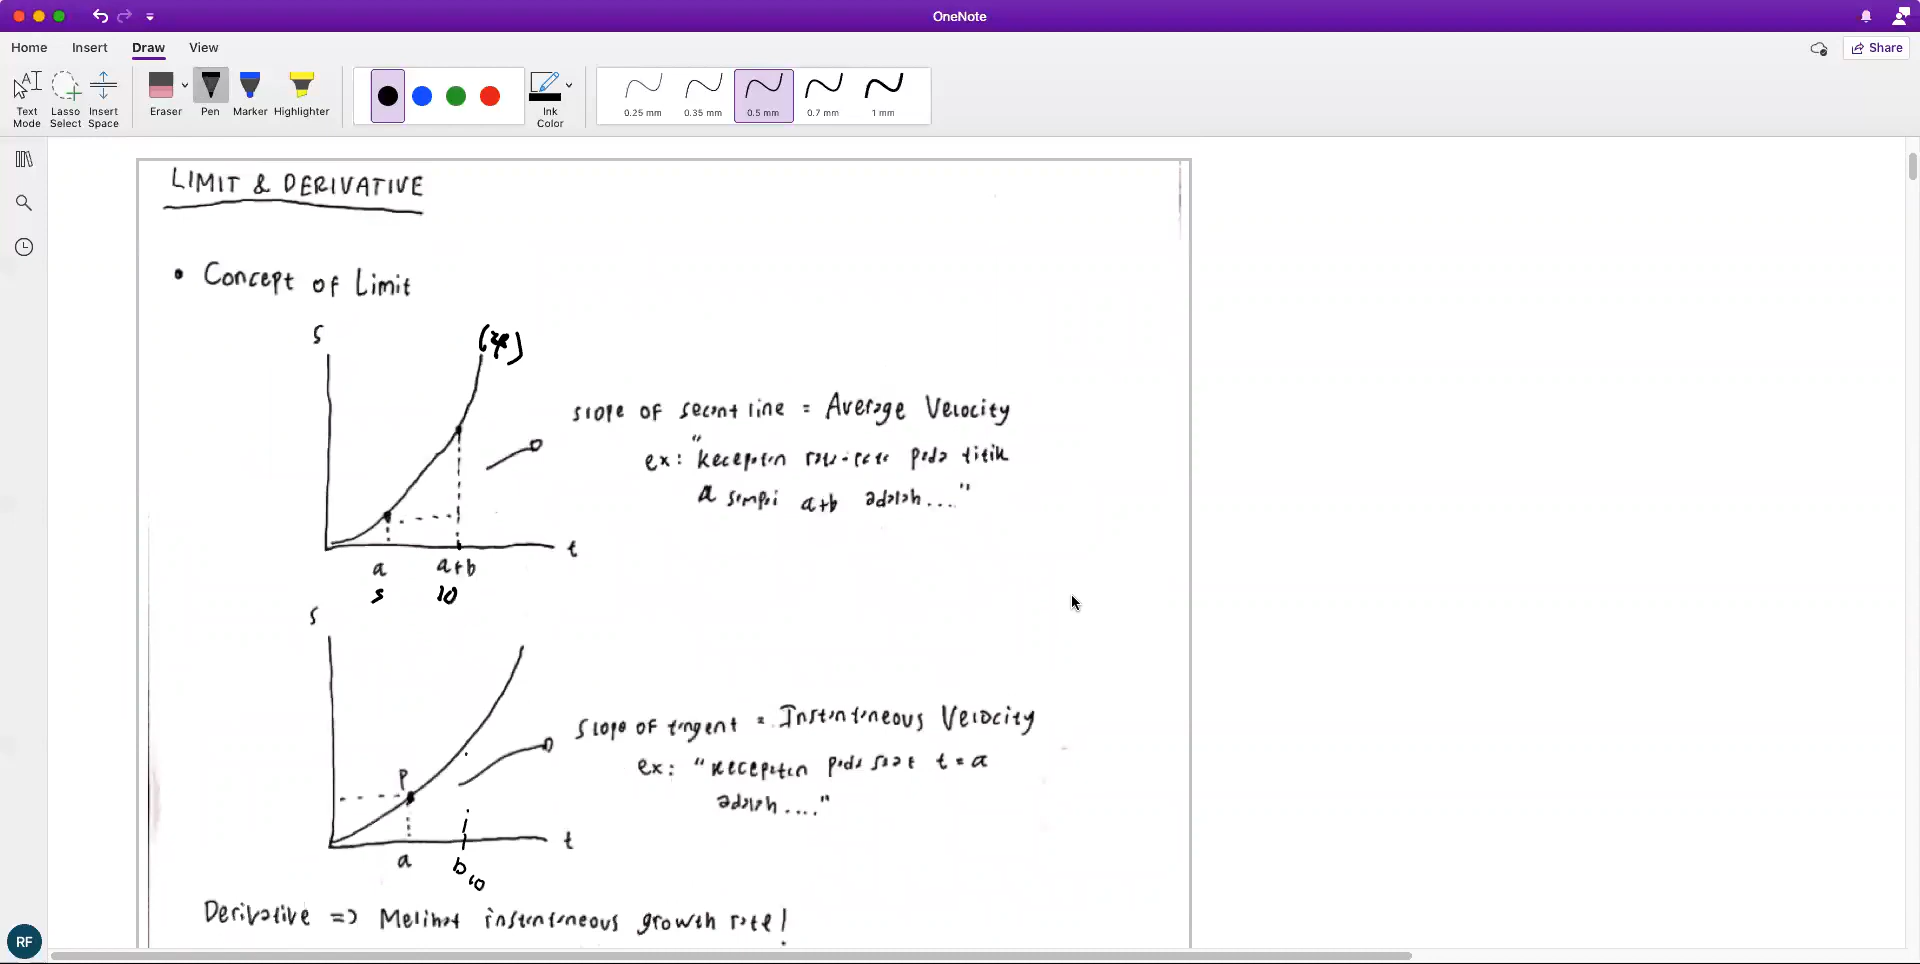 OneNote
Home Insert Draw View
Share
Text Mode
Lasso Select
Insert Space
Eraser
Pen
Marker
Highlighter
Ink Color
0.25 mm
0.35 mm
0.5 mm
0.7 mm
1 mm
LIMIT & DERIVATIVE
• Concept of Limit
S
slope of secant line = Average Velocity
ex: "Kecepatan rata-rata pada titik
a sampai a+b adalah ...."
t
a a+b
5 10
S
slope of tangent = Instantaneous Velocity
ex: "Kecepatan pada saat t = a
adalah ...."
P
t
a b 10
Derivative => Melihat instantaneous growth rate!
RF